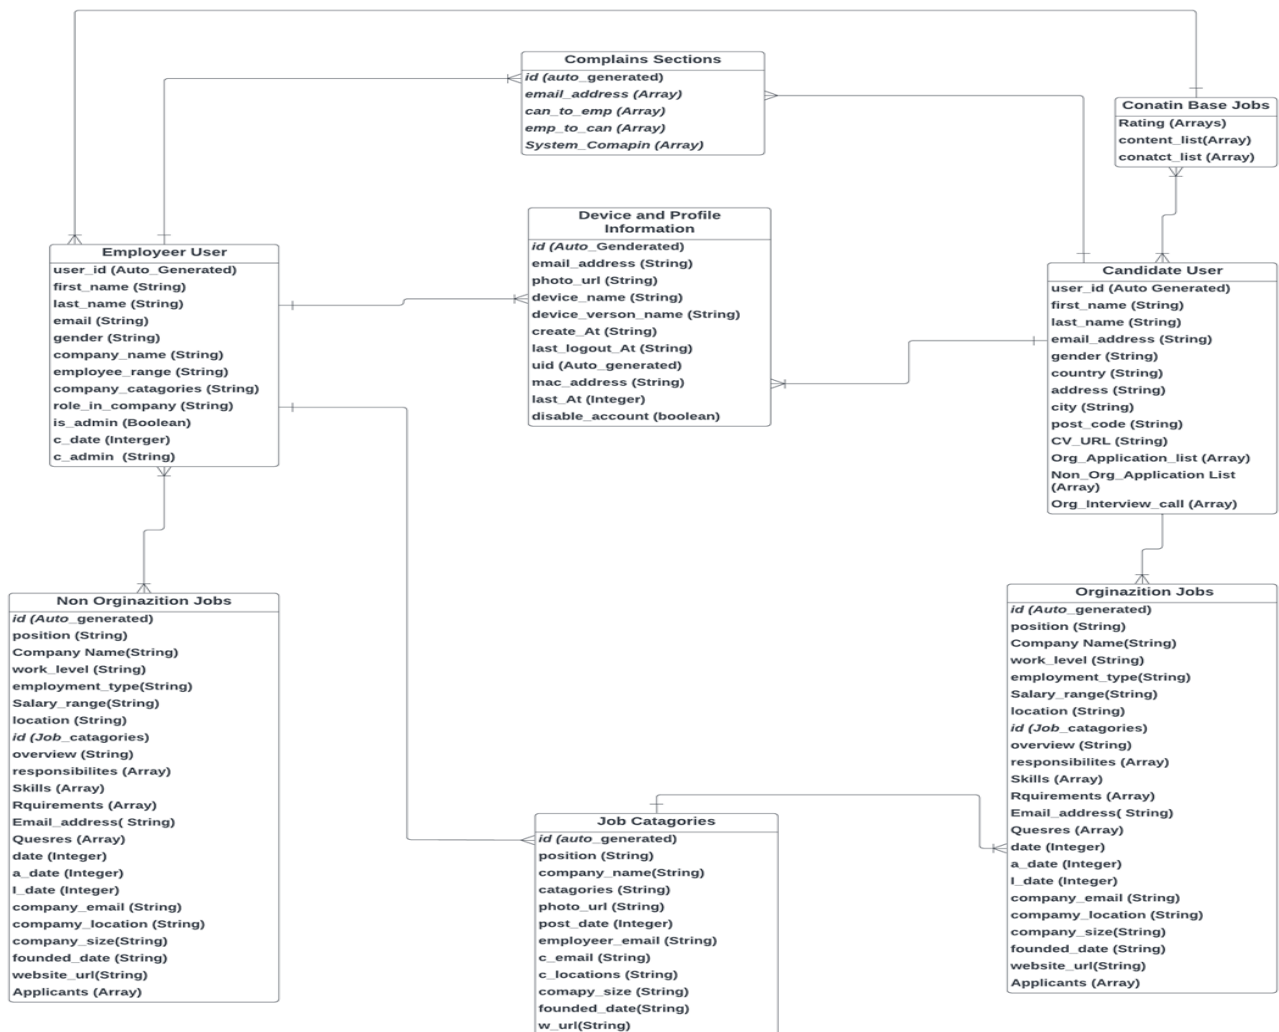 Complains Sections
id (auto_generated)
email_address (Array)
can_to_emp (Array)
emp_to_can (Array)
System_Comapin (Array)
Conatin Base Jobs
Rating (Arrays)
content_list(Array)
conatct_list (Array)
Device and Profile
Information
id (Auto_Genderated)
email_address (String)
photo_url (String)
device_name (String)
device_verson_name (String)
create_At (String)
last_logout_At (String)
uid (Auto_generated)
mac_address (String)
last_At (Integer)
disable_account (boolean)
Employeer User
user_id (Auto_Generated)
first_name (String)
last_name (String)
email (String)
gender (String)
company_name (String)
employee_range (String)
company_catagories (String)
role_in_company (String)
is_admin (Boolean)
c_date (Interger)
c_admin (String)
Candidate User
user_id (Auto Generated)
first_name (String)
last_name (String)
email_address (String)
gender (String)
country (String)
address (String)
city (String)
post_code (String)
CV_URL (String)
Org_Application_list (Array)
Non_Org_Application List
(Array)
Org_Interview_call (Array)
Non Orginazition Jobs
id (Auto_generated)
position (String)
Company Name(String)
work_level (String)
employment_type(String)
Salary_range(String)
location (String)
id (Job_catagories)
overview (String)
responsibilites (Array)
Skills (Array)
Rquirements (Array)
Email_address( String)
Quesres (Array)
date (Integer)
a_date (Integer)
l_date (Integer)
company_email (String)
compamy_location (String)
company_size(String)
founded_date (String)
website_url(String)
Applicants (Array)
Orginazition Jobs
id (Auto_generated)
position (String)
Company Name(String)
work_level (String)
employment_type(String)
Salary_range(String)
location (String)
id (Job_catagories)
overview (String)
responsibilites (Array)
Skills (Array)
Rquirements (Array)
Email_address( String)
Quesres (Array)
date (Integer)
a_date (Integer)
l_date (Integer)
company_email (String)
compamy_location (String)
company_size(String)
founded_date (String)
website_url(String)
Applicants (Array)
Job Catagories
id (auto_generated)
position (String)
company_name(String)
catagories (String)
photo_url (String)
post_date (Integer)
employeer_email (String)
c_email (String)
c_locations (String)
comapy_size (String)
founded_date(String)
w_url(String)